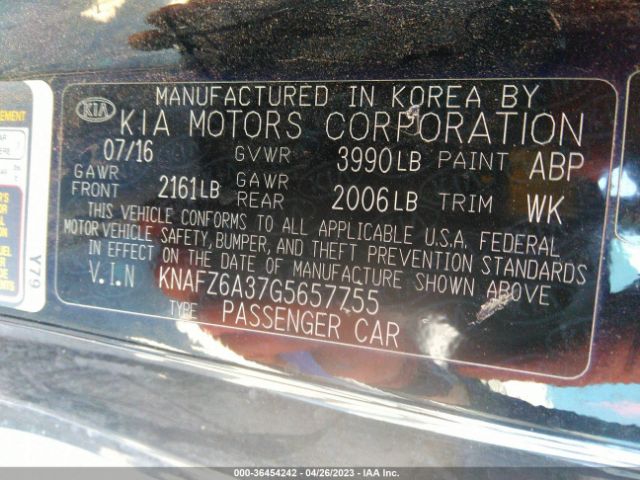 MANUFACTURED IN KOREA BY
KIA
KIA MOTORS CORPORATION
07/16 GVWR 3990LB PAINT ABP
GAWR FRONT 2161LB GAWR REAR 2006LB TRIM WK
THIS VEHICLE CONFORMS TO ALL APPLICABLE U.S.A. FEDERAL
MOTOR VEHICLE SAFETY, BUMPER, AND THEFT PREVENTION STANDARDS
IN EFFECT ON THE DATE OF MANUFACTURE SHOWN ABOVE
V.I.N KNAFZ6A37G5657755
TYPE PASSENGER CAR
Y79
000-36454242 - 04/26/2023 - IAA Inc.